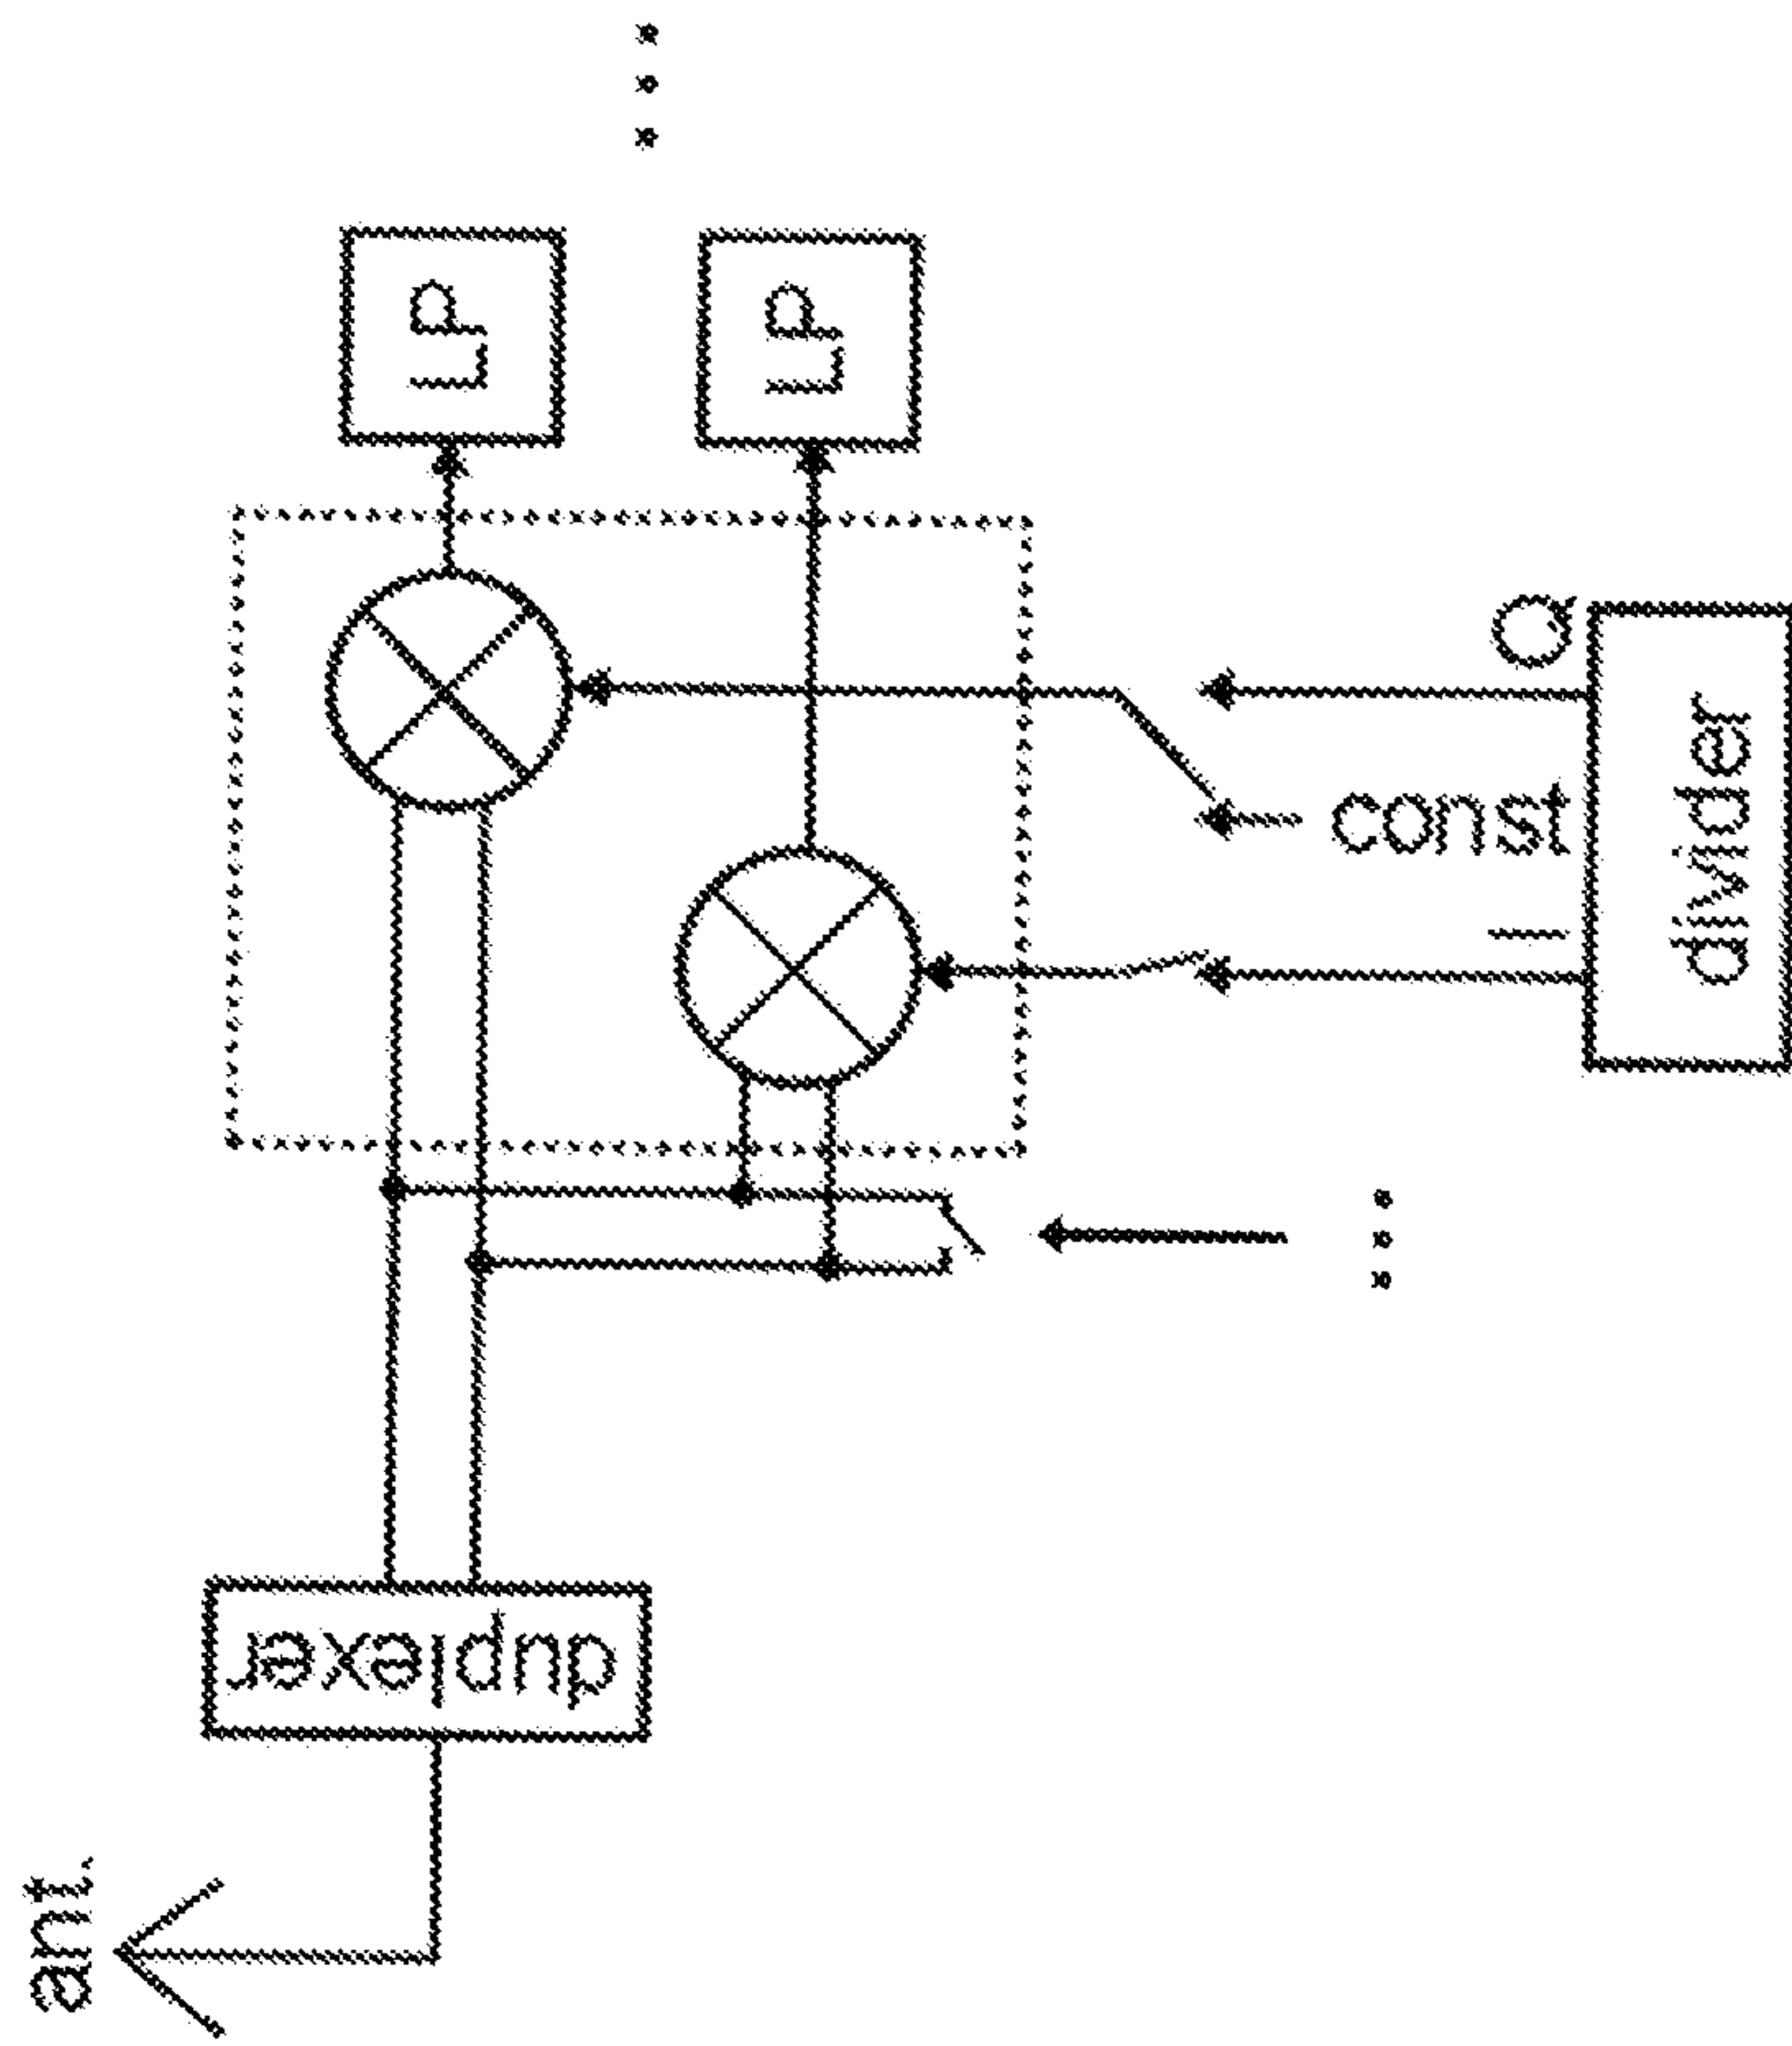 ant.
duplexer
LP
LP
Q
const
I
divider